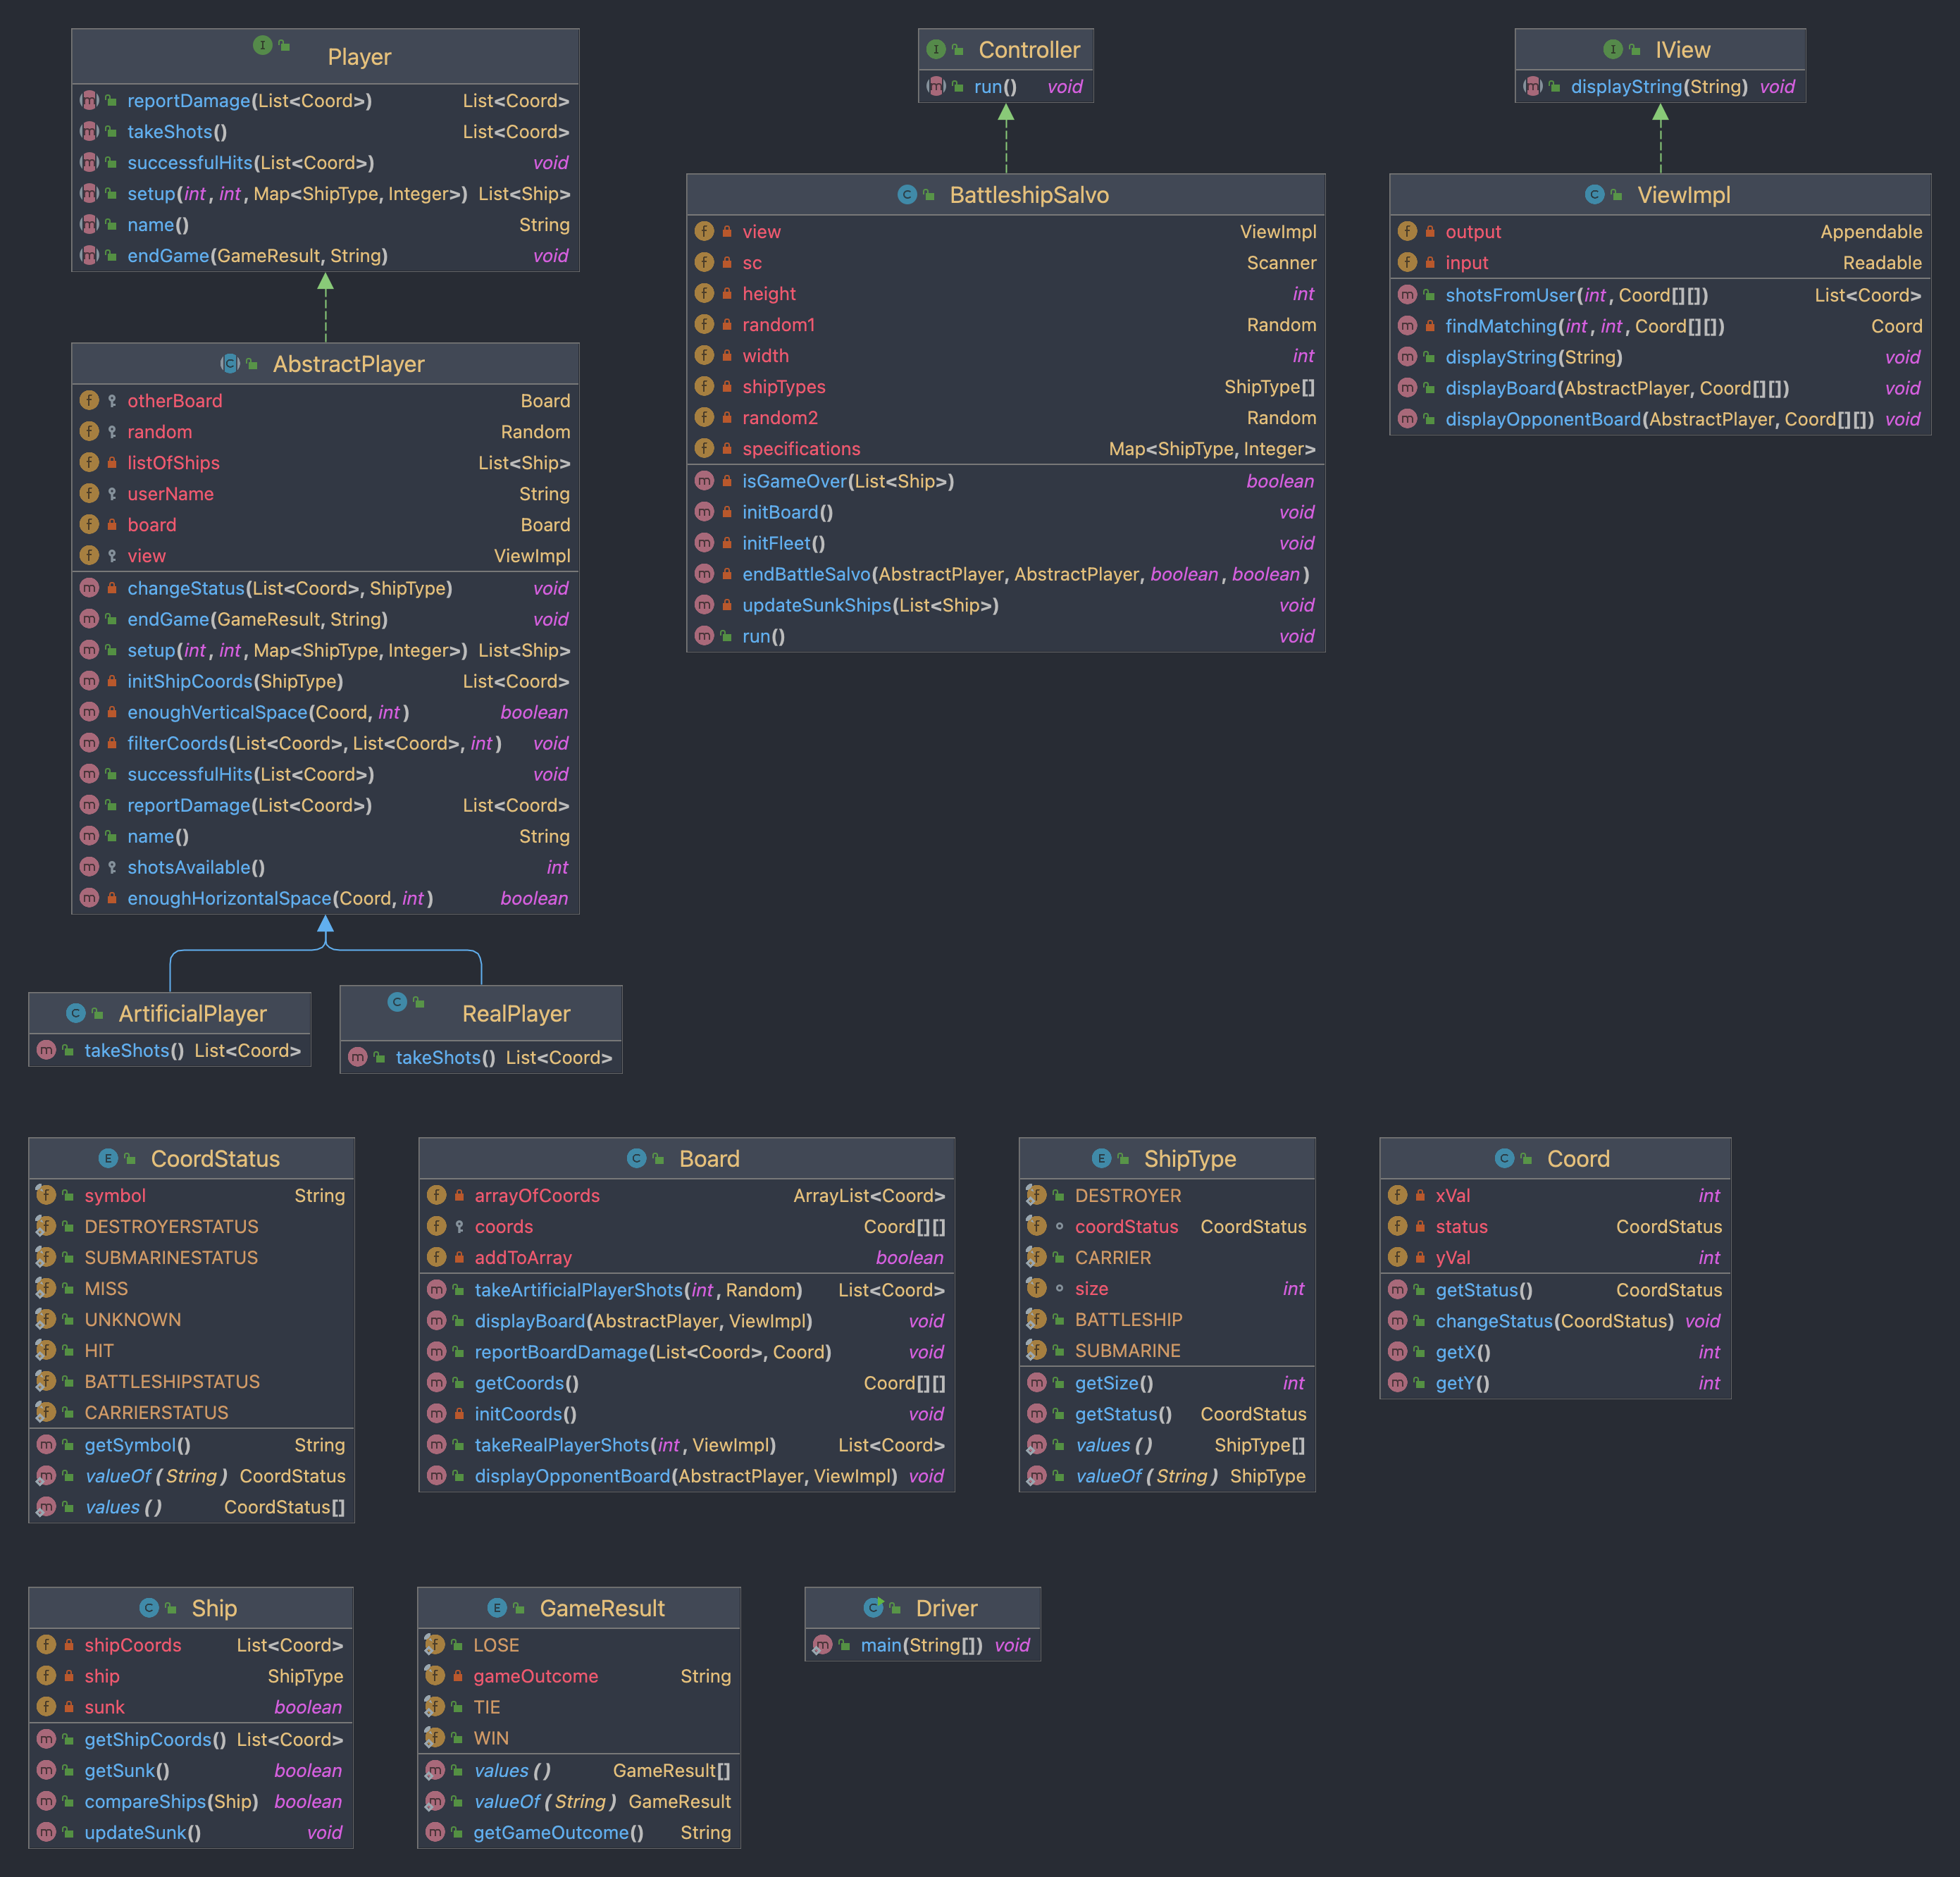 Player
reportDamage(List<Coord>) List<Coord>
takeShots() List<Coord>
successfulHits(List<Coord>) void
setup(int, int, Map<ShipType, Integer>) List<Ship>
name() String
endGame(GameResult, String) void
Controller
run() void
IView
displayString(String) void
BattleshipSalvo
view ViewImpl
sc Scanner
height int
random1 Random
width int
shipTypes ShipType[]
random2 Random
specifications Map<ShipType, Integer>
isGameOver(List<Ship>) boolean
initBoard() void
initFleet() void
endBattleSalvo(AbstractPlayer, AbstractPlayer, boolean, boolean)
updateSunkShips(List<Ship>) void
run() void
ViewImpl
output Appendable
input Readable
shotsFromUser(int, Coord[][]) List<Coord>
findMatching(int, int, Coord[][]) Coord
displayString(String) void
displayBoard(AbstractPlayer, Coord[][]) void
displayOpponentBoard(AbstractPlayer, Coord[][]) void
AbstractPlayer
otherBoard Board
random Random
listOfShips List<Ship>
userName String
board Board
view ViewImpl
changeStatus(List<Coord>, ShipType) void
endGame(GameResult, String) void
setup(int, int, Map<ShipType, Integer>) List<Ship>
initShipCoords(ShipType) List<Coord>
enoughVerticalSpace(Coord, int) boolean
filterCoords(List<Coord>, List<Coord>, int) void
successfulHits(List<Coord>) void
reportDamage(List<Coord>) List<Coord>
name() String
shotsAvailable() int
enoughHorizontalSpace(Coord, int) boolean
ArtificialPlayer
takeShots() List<Coord>
RealPlayer
takeShots() List<Coord>
CoordStatus
symbol String
DESTROYERSTATUS
SUBMARINESTATUS
MISS
UNKNOWN
HIT
BATTLESHIPSTATUS
CARRIERSTATUS
getSymbol() String
valueOf(String) CoordStatus
values() CoordStatus[]
Board
arrayOfCoords ArrayList<Coord>
coords Coord[][]
addToArray boolean
takeArtificialPlayerShots(int, Random) List<Coord>
displayBoard(AbstractPlayer, ViewImpl) void
reportBoardDamage(List<Coord>, Coord) void
getCoords() Coord[][]
initCoords() void
takeRealPlayerShots(int, ViewImpl) List<Coord>
displayOpponentBoard(AbstractPlayer, ViewImpl) void
ShipType
DESTROYER
coordStatus CoordStatus
CARRIER
size int
BATTLESHIP
SUBMARINE
getSize() int
getStatus() CoordStatus
values() ShipType[]
valueOf(String) ShipType
Coord
xVal int
status CoordStatus
yVal int
getStatus() CoordStatus
changeStatus(CoordStatus) void
getX() int
getY() int
Ship
shipCoords List<Coord>
ship ShipType
sunk boolean
getShipCoords() List<Coord>
getSunk() boolean
compareShips(Ship) boolean
updateSunk() void
GameResult
LOSE
gameOutcome String
TIE
WIN
values() GameResult[]
valueOf(String) GameResult
getGameOutcome() String
Driver
main(String[]) void